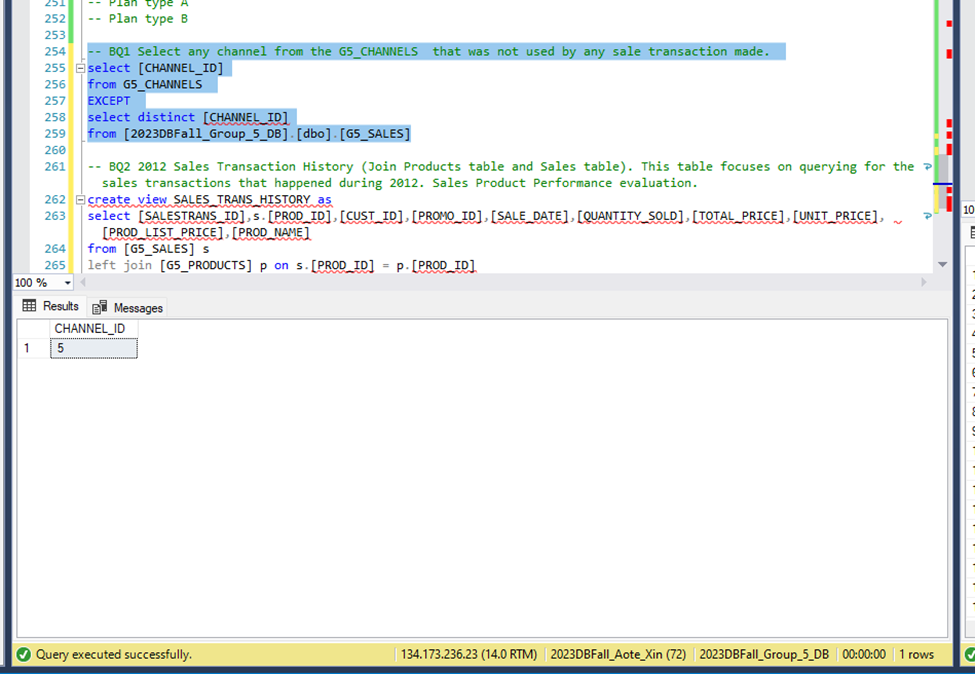 251 -- Plan type A
252 -- Plan type B
253
254 -- BQ1 Select any channel from the G5_CHANNELS  that was not used by any sale transaction made.
255 select [CHANNEL_ID]
256 from G5_CHANNELS
257 EXCEPT
258 select distinct [CHANNEL_ID]
259 from [2023DBFall_Group_5_DB].[dbo].[G5_SALES]
260
261 -- BQ2 2012 Sales Transaction History (Join Products table and Sales table). This table focuses on querying for the
sales transactions that happened during 2012. Sales Product Performance evaluation.
262 create view SALES_TRANS_HISTORY as
263 select [SALESTRANS_ID],s.[PROD_ID],[CUST_ID],[PROMO_ID],[SALE_DATE],[QUANTITY_SOLD],[TOTAL_PRICE],[UNIT_PRICE],
[PROD_LIST_PRICE],[PROD_NAME]
264 from [G5_SALES] s
265 left join [G5_PRODUCTS] p on s.[PROD_ID] = p.[PROD_ID]
100 %
Results Messages
CHANNEL_ID
1 5
Query executed successfully. 134.173.236.23 (14.0 RTM) 2023DBFall_Aote_Xin (72) 2023DBFall_Group_5_DB 00:00:00 1 rows